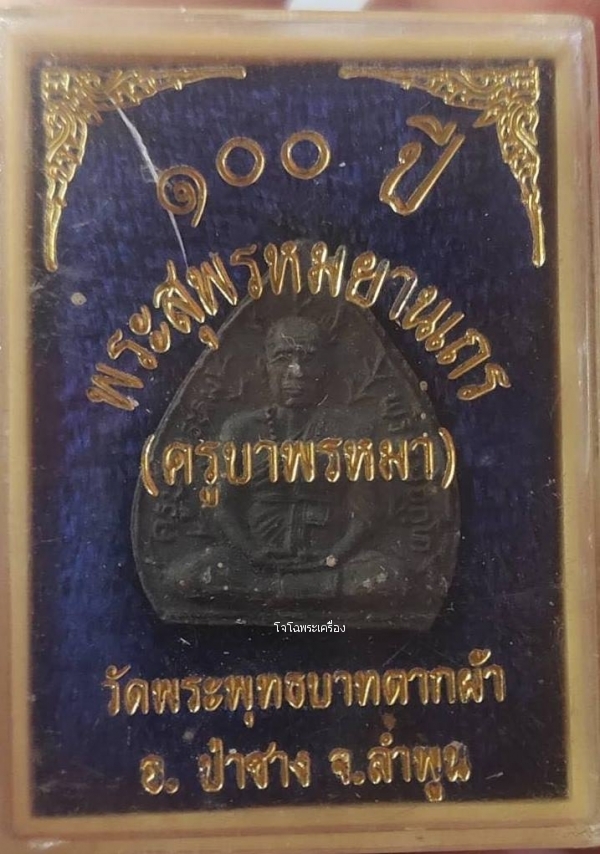 ๑๐๐ ปี
พระสุพรหมยานเถร
(ครูบาพรหมา)
โจโฉพระเครื่อง
วัดพระพุทธบาทตากผ้า
อ. ป่าซาง จ.ลำพูน